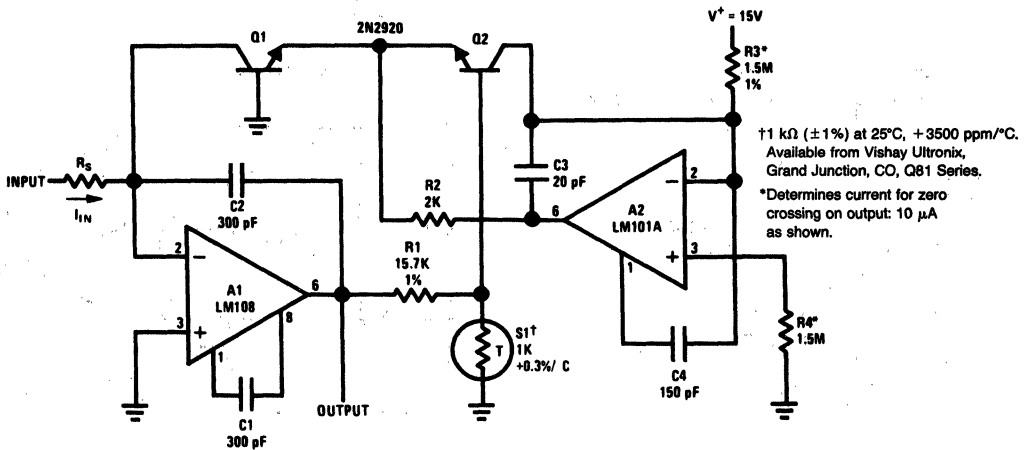 V+ = 15V
Q1
2N2920
Q2
R3*
1.5M
1%
†1 kΩ (±1%) at 25°C, +3500 ppm/°C.
Available from Vishay Ultronix,
Grand Junction, CO, Q81 Series.
*Determines current for zero
crossing on output: 10 μA
as shown.
RS
INPUT
IIN
C2
300 pF
C3
20 pF
R2
2K
6
A2
LM101A
2
−
3
+
1
R1
15.7K
1%
2
−
A1
LM108
6
8
3
+
1
S1†
T
1K
+0.3%/ C
R4*
1.5M
C4
150 pF
C1
300 pF
OUTPUT